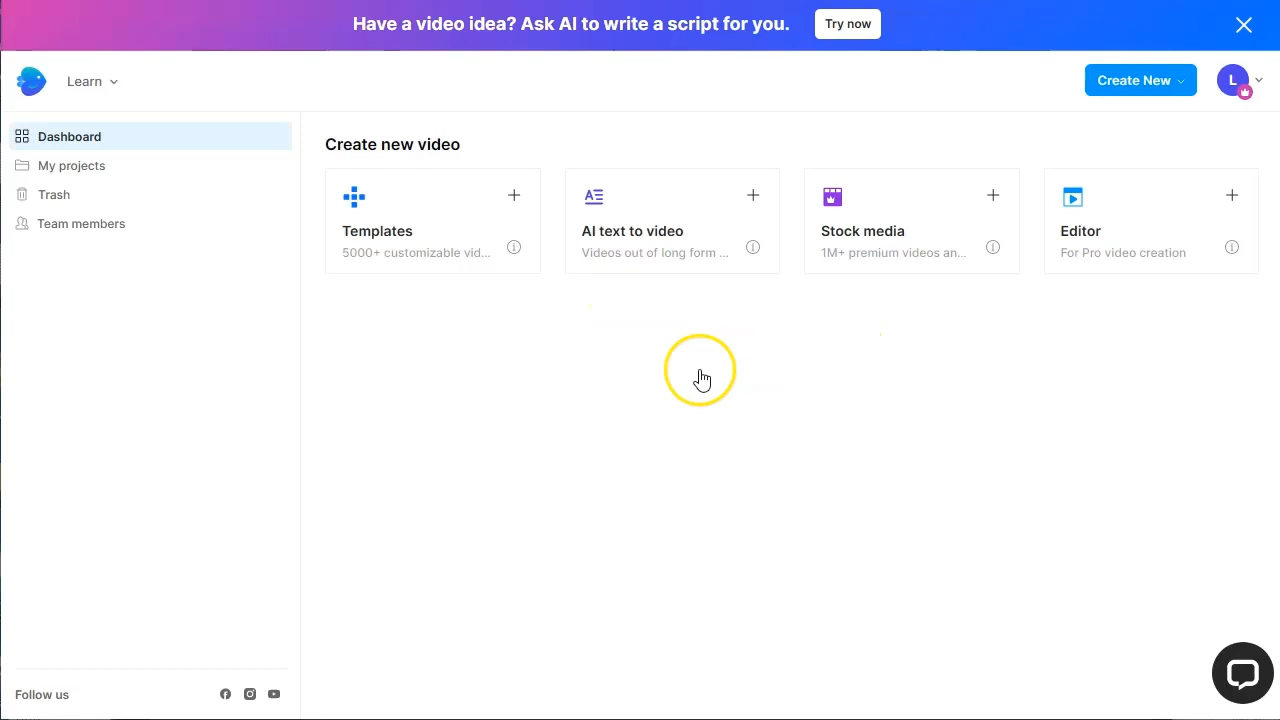 Have a video idea? Ask AI to write a script for you.
Try now
Learn
Create New
L
Dashboard
My projects
Trash
Team members
Create new video
Templates
5000+ customizable vid...
AI text to video
Videos out of long form ...
Stock media
1M+ premium videos an...
Editor
For Pro video creation
Follow us